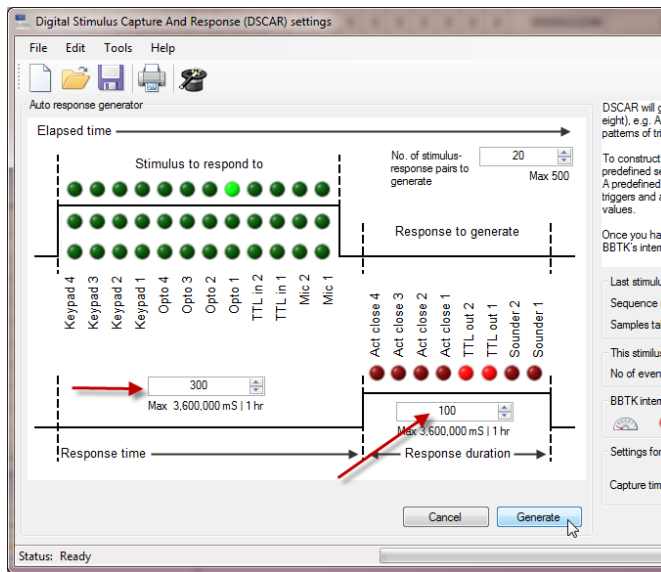 Digital Stimulus Capture And Response (DSCAR) settings
File Edit Tools Help
Auto response generator
Elapsed time
Stimulus to respond to
No. of stimulus-
response pairs to
generate
20
Max 500
Response to generate
Keypad 4
Keypad 3
Keypad 2
Keypad 1
Opto 4
Opto 3
Opto 2
Opto 1
TTL in 2
TTL in 1
Mic 2
Mic 1
Act close 4
Act close 3
Act close 2
Act close 1
TTL out 2
TTL out 1
Sounder 2
Sounder 1
300
Max 3,600,000 mS | 1 hr
100
Max 3,600,000 mS | 1 hr
Response time
Response duration
Cancel Generate
DSCAR will g
eight), e.g. A
patterns of tri
To construct
predefined se
A predefined
triggers and a
values.
Once you ha
BBTK's intern
Last stimulu
Sequence
Samples tal
This stimilus
No of even
BBTK intern
Settings for
Capture tim
Status: Ready